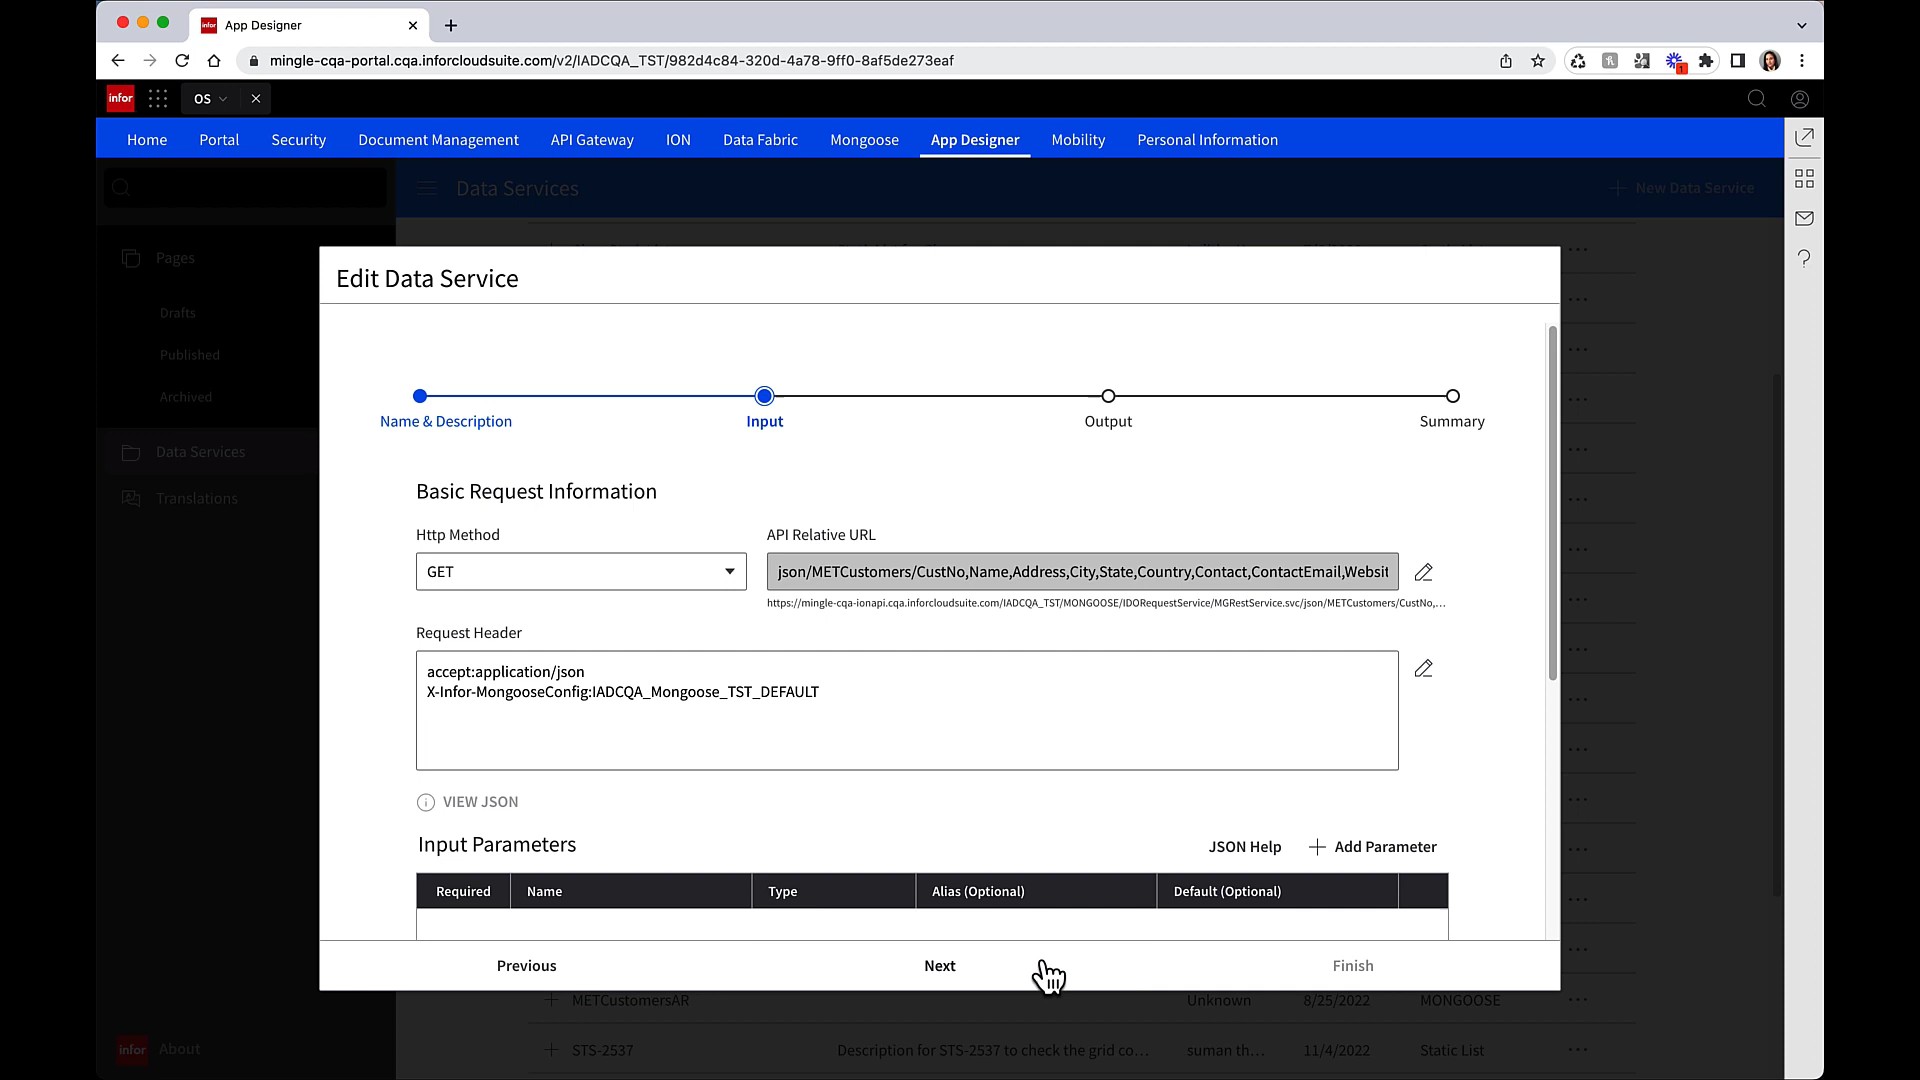 infor
App Designer
mingle-cqa-portal.cqa.inforcloudsuite.com/v2/IADCQA_TST/982d4c84-320d-4a78-9ff0-8af5de273eaf
1
infor
OS
Home Portal Security Document Management API Gateway ION Data Fabric Mongoose App Designer Mobility Personal Information
Data Services
New Data Service
Pages
Drafts
Published
Archived
Data Services
Translations
Edit Data Service
Name & Description
Input
Output
Summary
Basic Request Information
Http Method
API Relative URL
GET
json/METCustomers/CustNo,Name,Address,City,State,Country,Contact,ContactEmail,Websit
https://mingle-cqa-ionapi.cqa.inforcloudsuite.com/IADCQA_TST/MONGOOSE/IDORequestService/MGRestService.svc/json/METCustomers/CustNo,...
Request Header
accept:application/json
X-Infor-MongooseConfig:IADCQA_Mongoose_TST_DEFAULT
VIEW JSON
Input Parameters
JSON Help
Add Parameter
Required Name Type Alias (Optional) Default (Optional)
Previous Next Finish
METCustomersAR Unknown 8/25/2022 MONGOOSE
STS-2537 Description for STS-2537 to check the grid co... suman th... 11/4/2022 Static List
infor About